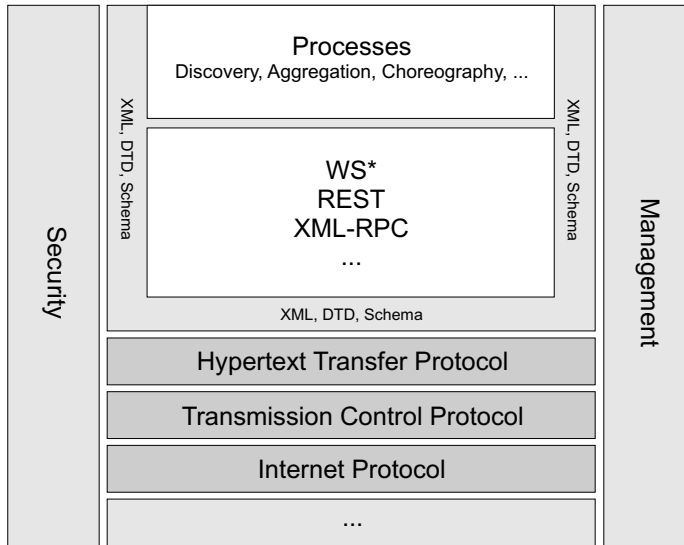 Security
Processes
Discovery, Aggregation, Choreography, ...
XML, DTD, Schema
XML, DTD, Schema
WS*
REST
XML-RPC
...
XML, DTD, Schema
Hypertext Transfer Protocol
Transmission Control Protocol
Internet Protocol
...
Management